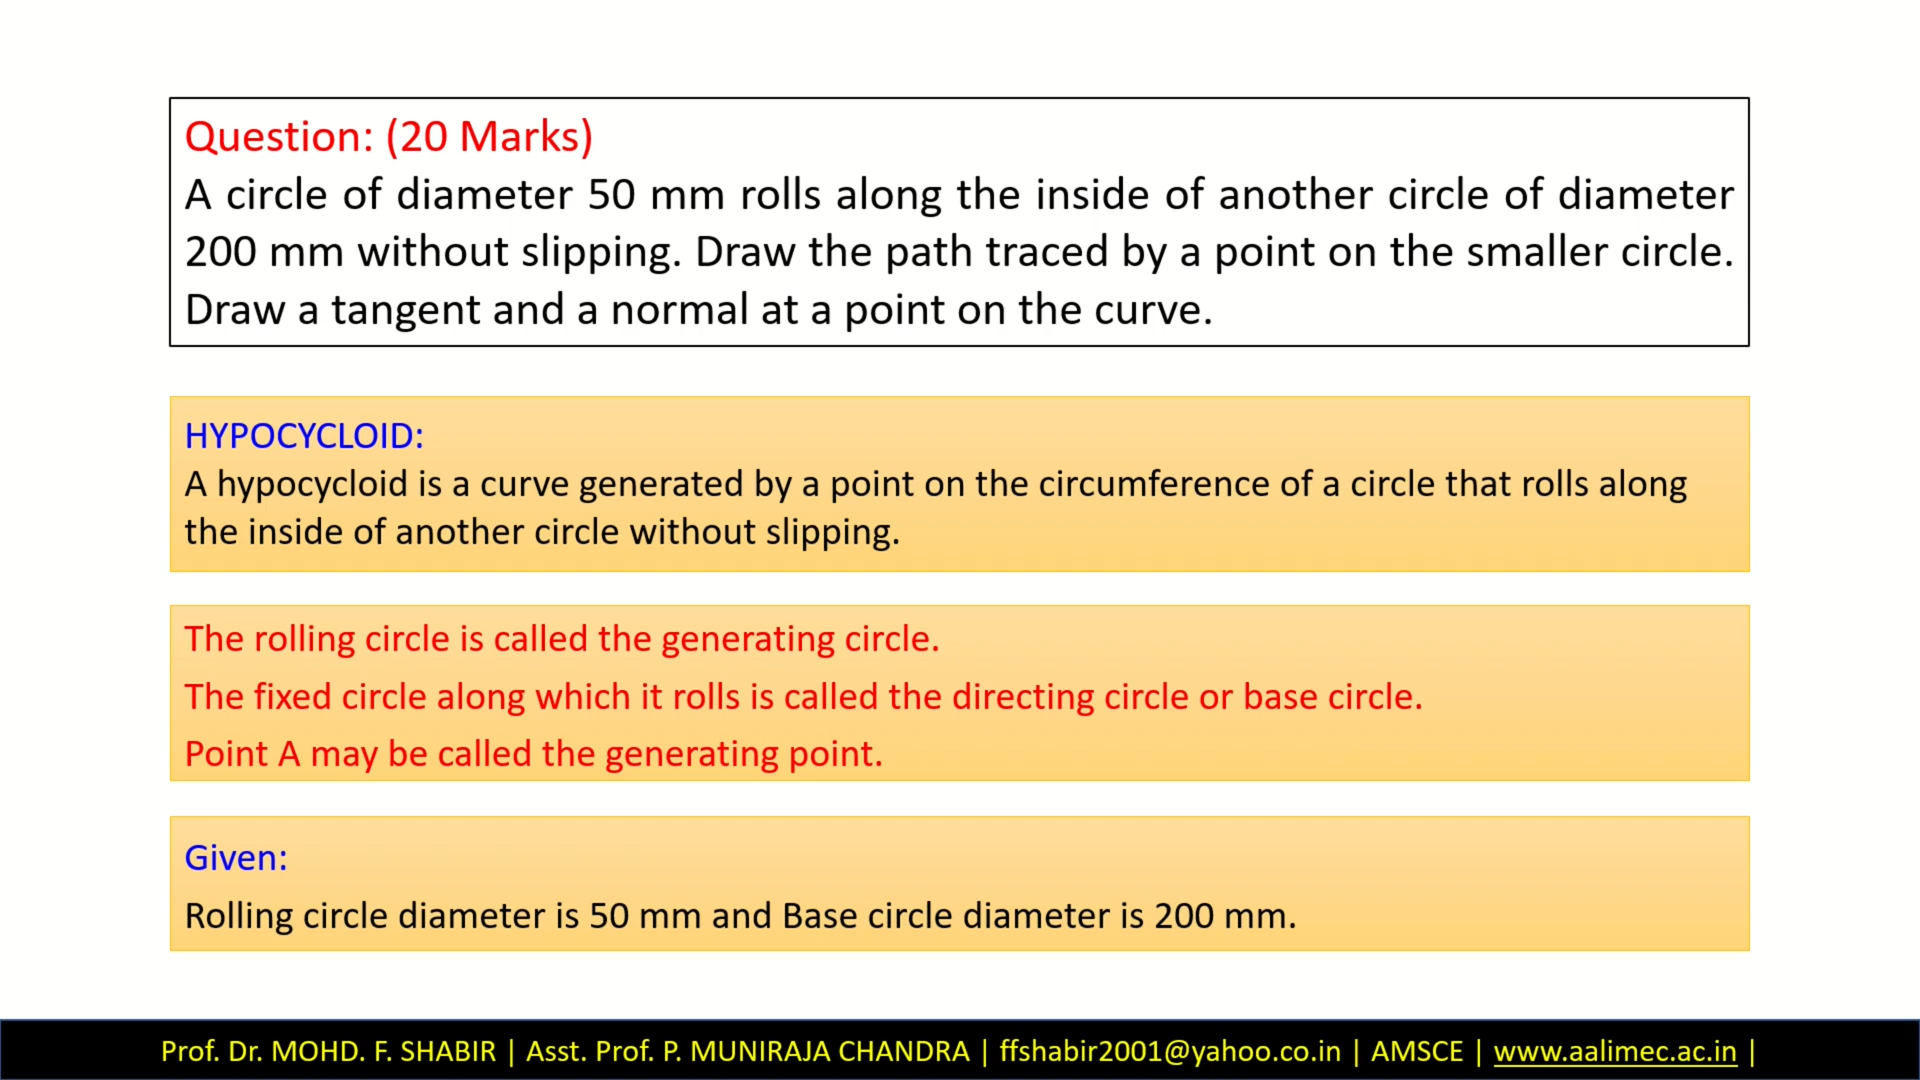 Question: (20 Marks)
A circle of diameter 50 mm rolls along the inside of another circle of diameter
200 mm without slipping. Draw the path traced by a point on the smaller circle.
Draw a tangent and a normal at a point on the curve.
HYPOCYCLOID:
A hypocycloid is a curve generated by a point on the circumference of a circle that rolls along
the inside of another circle without slipping.
The rolling circle is called the generating circle.
The fixed circle along which it rolls is called the directing circle or base circle.
Point A may be called the generating point.
Given:
Rolling circle diameter is 50 mm and Base circle diameter is 200 mm.
Prof. Dr. MOHD. F. SHABIR | Asst. Prof. P. MUNIRAJA CHANDRA | ffshabir2001@yahoo.co.in | AMSCE | www.aalimec.ac.in |